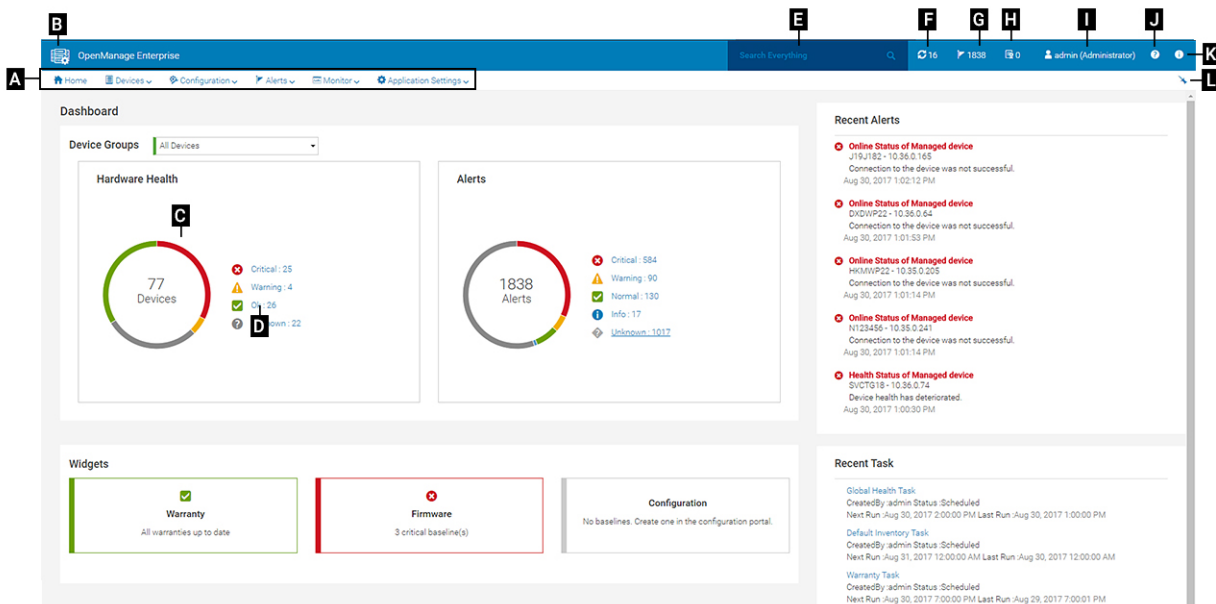 B
E
F
G
H
I
J
OpenManage Enterprise
Search Everything
16
1838
0
admin (Administrator)
K
A
Home
Devices
Configuration
Alerts
Monitor
Application Settings
L
Dashboard
Device Groups
All Devices
Hardware Health
C
77
Devices
Critical : 25
Warning : 4
: 26
D
: 22
Alerts
1838
Alerts
Critical : 584
Warning : 90
Normal : 130
Info : 17
Unknown : 1017
Recent Alerts
Online Status of Managed device
J19J182 - 10.36.0.165
Connection to the device was not successful.
Aug 30, 2017 1:02:12 PM
Online Status of Managed device
DXDWP22 - 10.36.0.64
Connection to the device was not successful.
Aug 30, 2017 1:01:53 PM
Online Status of Managed device
HKMWP22 - 10.35.0.205
Connection to the device was not successful.
Aug 30, 2017 1:01:14 PM
Online Status of Managed device
N123456 - 10.35.0.241
Connection to the device was not successful.
Aug 30, 2017 1:01:14 PM
Health Status of Managed device
SVCTG18 - 10.36.0.74
Device health has deteriorated.
Aug 30, 2017 1:00:30 PM
Widgets
Warranty
All warranties up to date
Firmware
3 critical baseline(s)
Configuration
No baselines. Create one in the configuration portal.
Recent Task
Global Health Task
CreatedBy :admin Status :Scheduled
Next Run :Aug 30, 2017 2:00:00 PM Last Run :Aug 30, 2017 1:00:00 PM
Default Inventory Task
CreatedBy :admin Status :Scheduled
Next Run :Aug 31, 2017 12:00:00 AM Last Run :Aug 30, 2017 12:00:00 AM
Warranty Task
CreatedBy :admin Status :Scheduled
Next Run :Aug 30, 2017 7:00:00 PM Last Run :Aug 29, 2017 7:00:01 PM